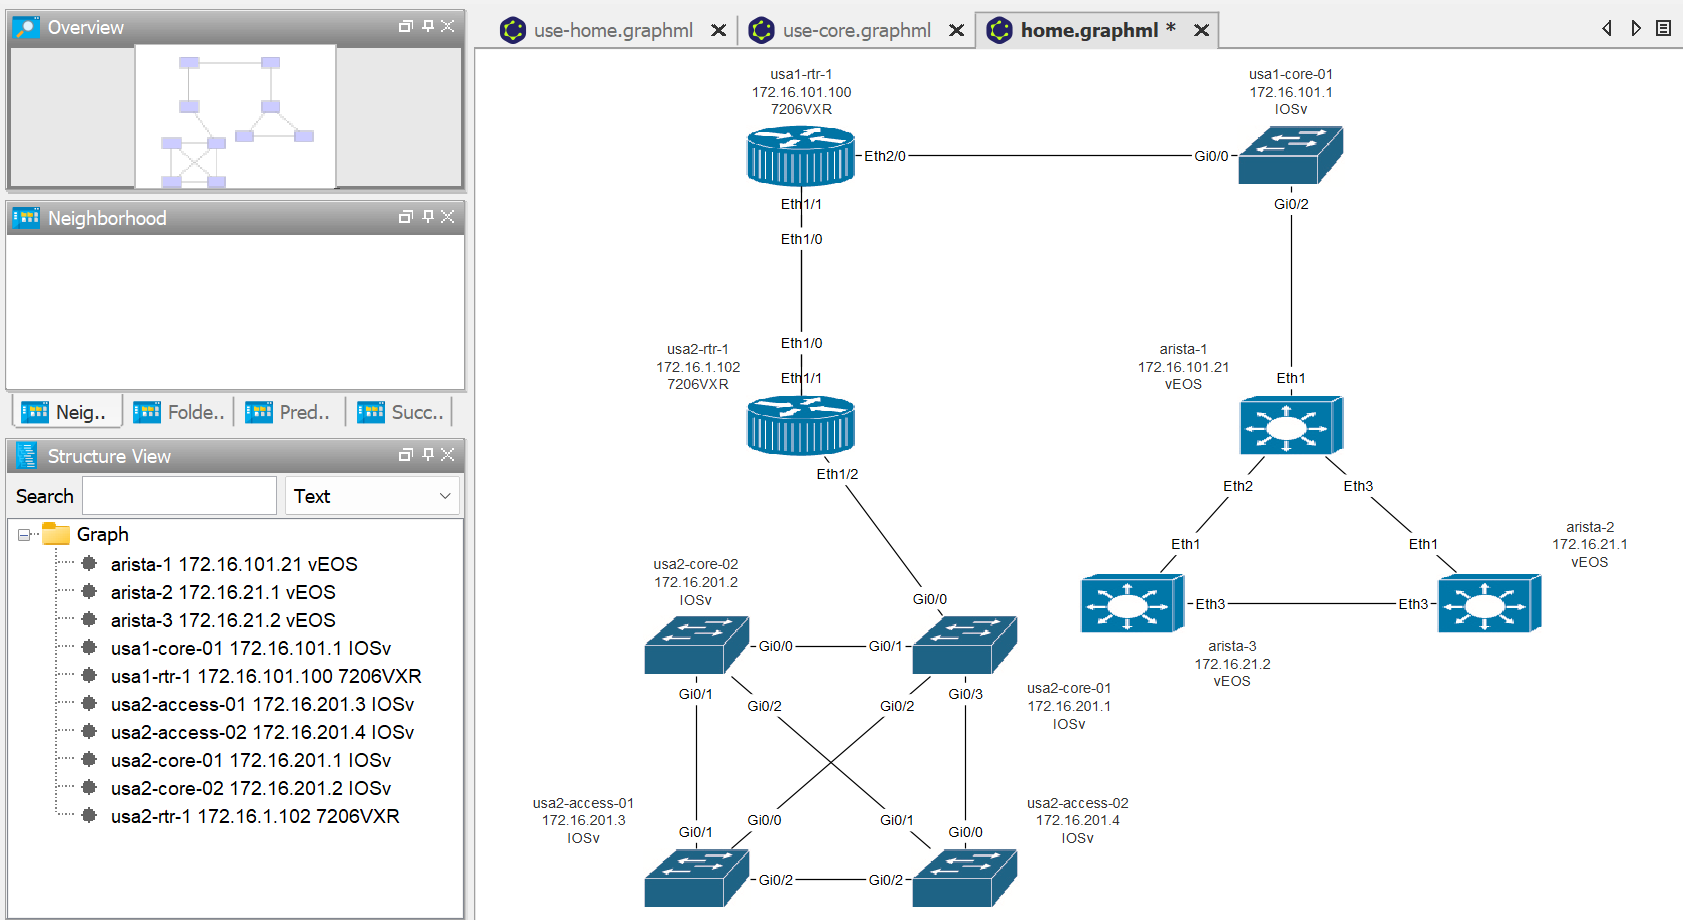 Overview
Neighborhood
Neig..
Folde..
Pred..
Succ..
Structure View
Search
Text
Graph
arista-1 172.16.101.21 vEOS
arista-2 172.16.21.1 vEOS
arista-3 172.16.21.2 vEOS
usa1-core-01 172.16.101.1 IOSv
usa1-rtr-1 172.16.101.100 7206VXR
usa2-access-01 172.16.201.3 IOSv
usa2-access-02 172.16.201.4 IOSv
usa2-core-01 172.16.201.1 IOSv
usa2-core-02 172.16.201.2 IOSv
usa2-rtr-1 172.16.1.102 7206VXR
use-home.graphml
use-core.graphml
home.graphml *
usa1-rtr-1
172.16.101.100
7206VXR
usa1-core-01
172.16.101.1
IOSv
Eth2/0
Gi0/0
Eth1/1
Gi0/2
Eth1/0
Eth1/0
usa2-rtr-1
172.16.1.102
7206VXR
Eth1/1
arista-1
172.16.101.21
vEOS
Eth1
Eth1/2
Eth2
Eth3
Eth1
Eth1
arista-2
172.16.21.1
vEOS
usa2-core-02
172.16.201.2
IOSv
Gi0/0
Eth3
Eth3
Gi0/0
Gi0/1
arista-3
172.16.21.2
vEOS
Gi0/1
Gi0/2
Gi0/2
Gi0/3
usa2-core-01
172.16.201.1
IOSv
usa2-access-01
172.16.201.3
IOSv
usa2-access-02
172.16.201.4
IOSv
Gi0/1
Gi0/0
Gi0/1
Gi0/0
Gi0/2
Gi0/2